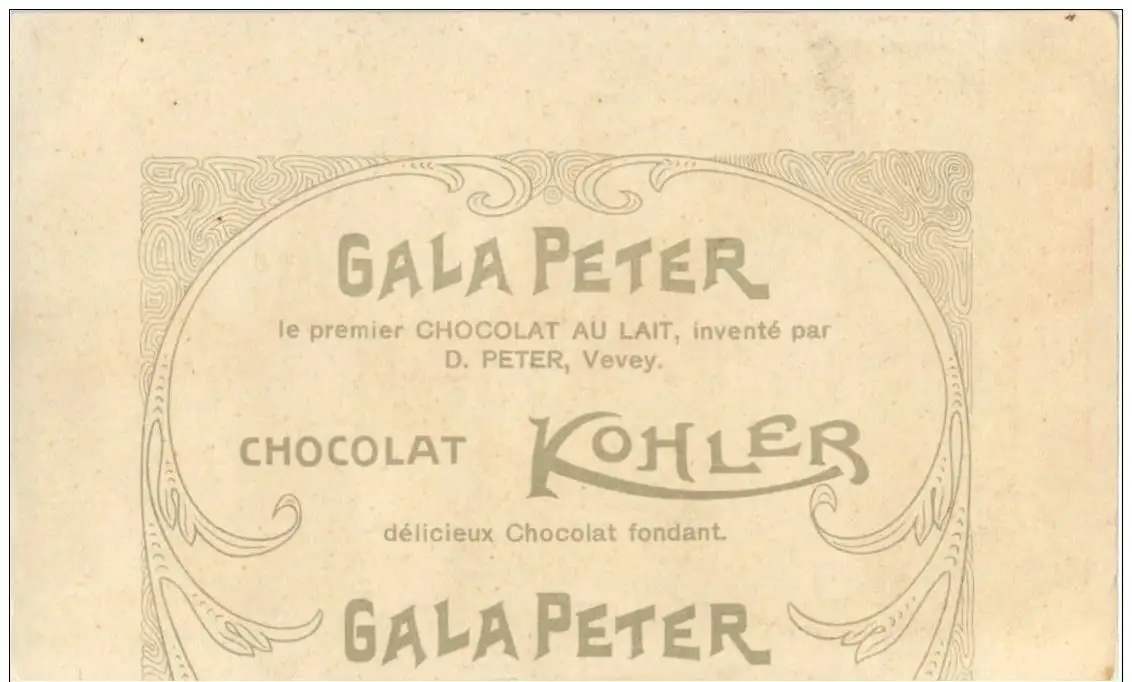 GALA PETER
le premier CHOCOLAT AU LAIT, inventé par
D. PETER, Vevey.
CHOCOLAT KOHLER
délicieux Chocolat fondant.
GALA PETER